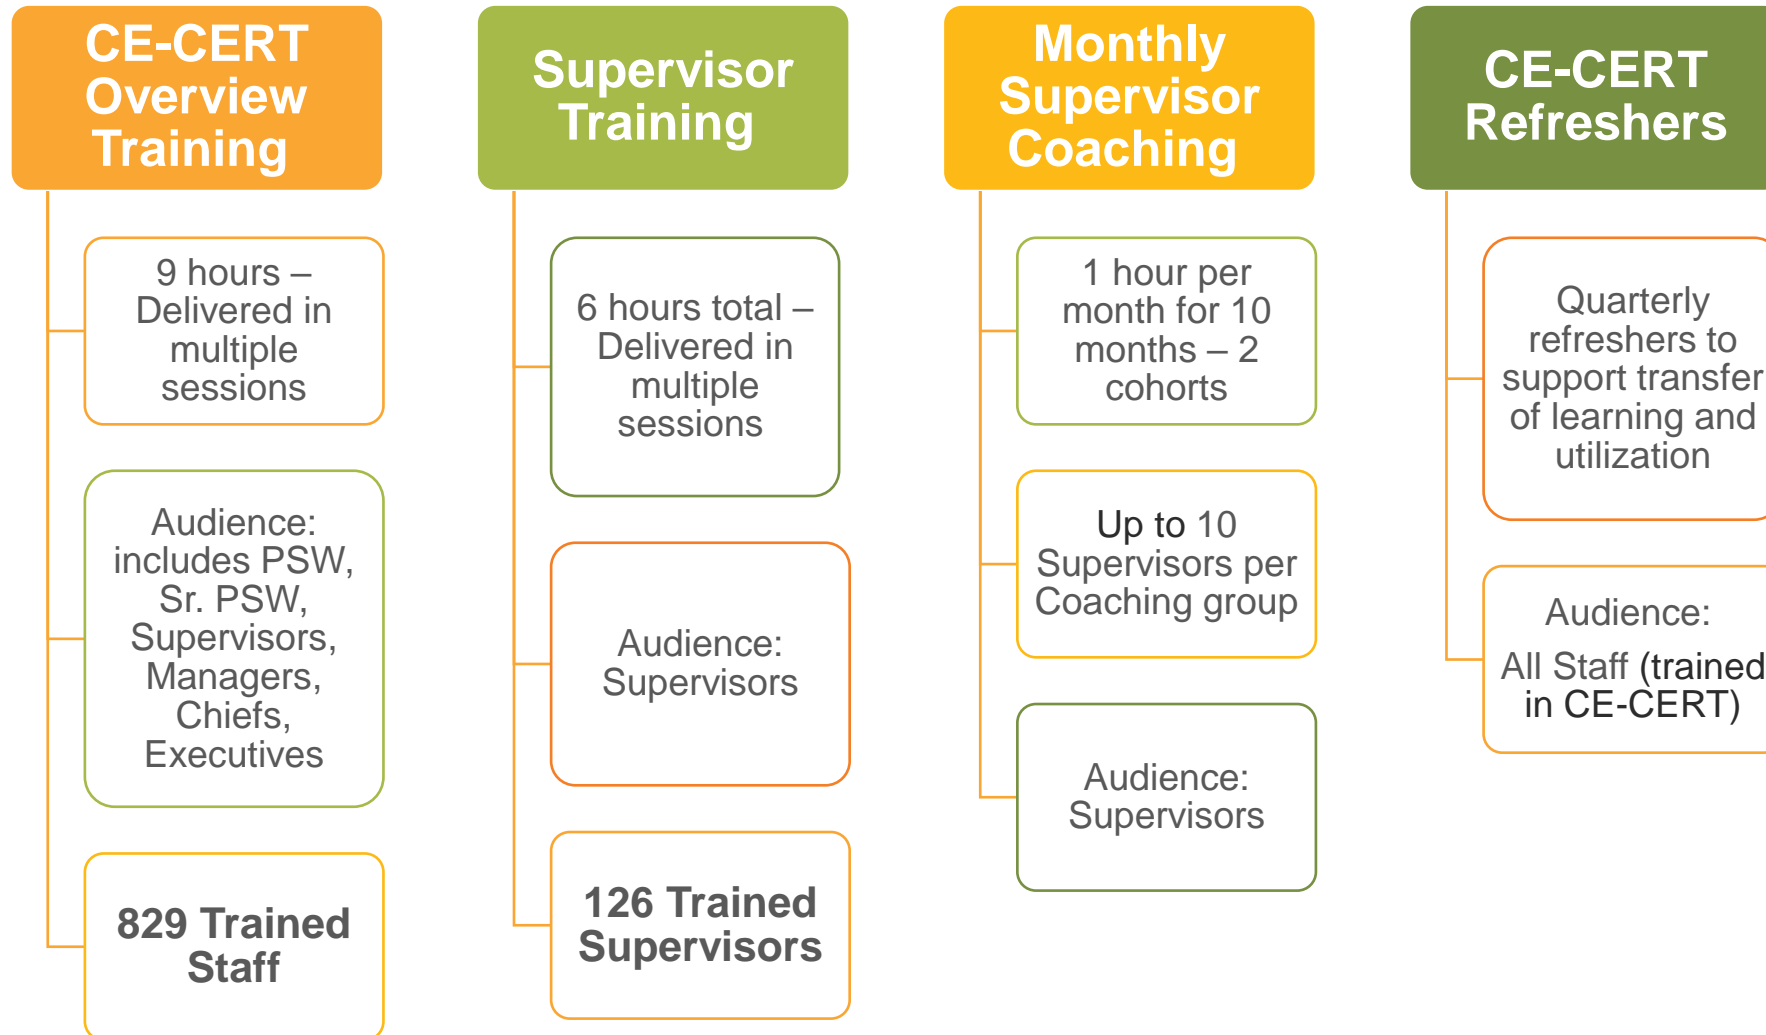 CE-CERT
Overview
Training
9 hours –
Delivered in
multiple
sessions
Audience:
includes PSW,
Sr. PSW,
Supervisors,
Managers,
Chiefs,
Executives
829 Trained
Staff
Supervisor
Training
6 hours total –
Delivered in
multiple
sessions
Audience:
Supervisors
126 Trained
Supervisors
Monthly
Supervisor
Coaching
1 hour per
month for 10
months – 2
cohorts
Up to 10
Supervisors per
Coaching group
Audience:
Supervisors
CE-CERT
Refreshers
Quarterly
refreshers to
support transfer
of learning and
utilization
Audience:
All Staff (trained
in CE-CERT)